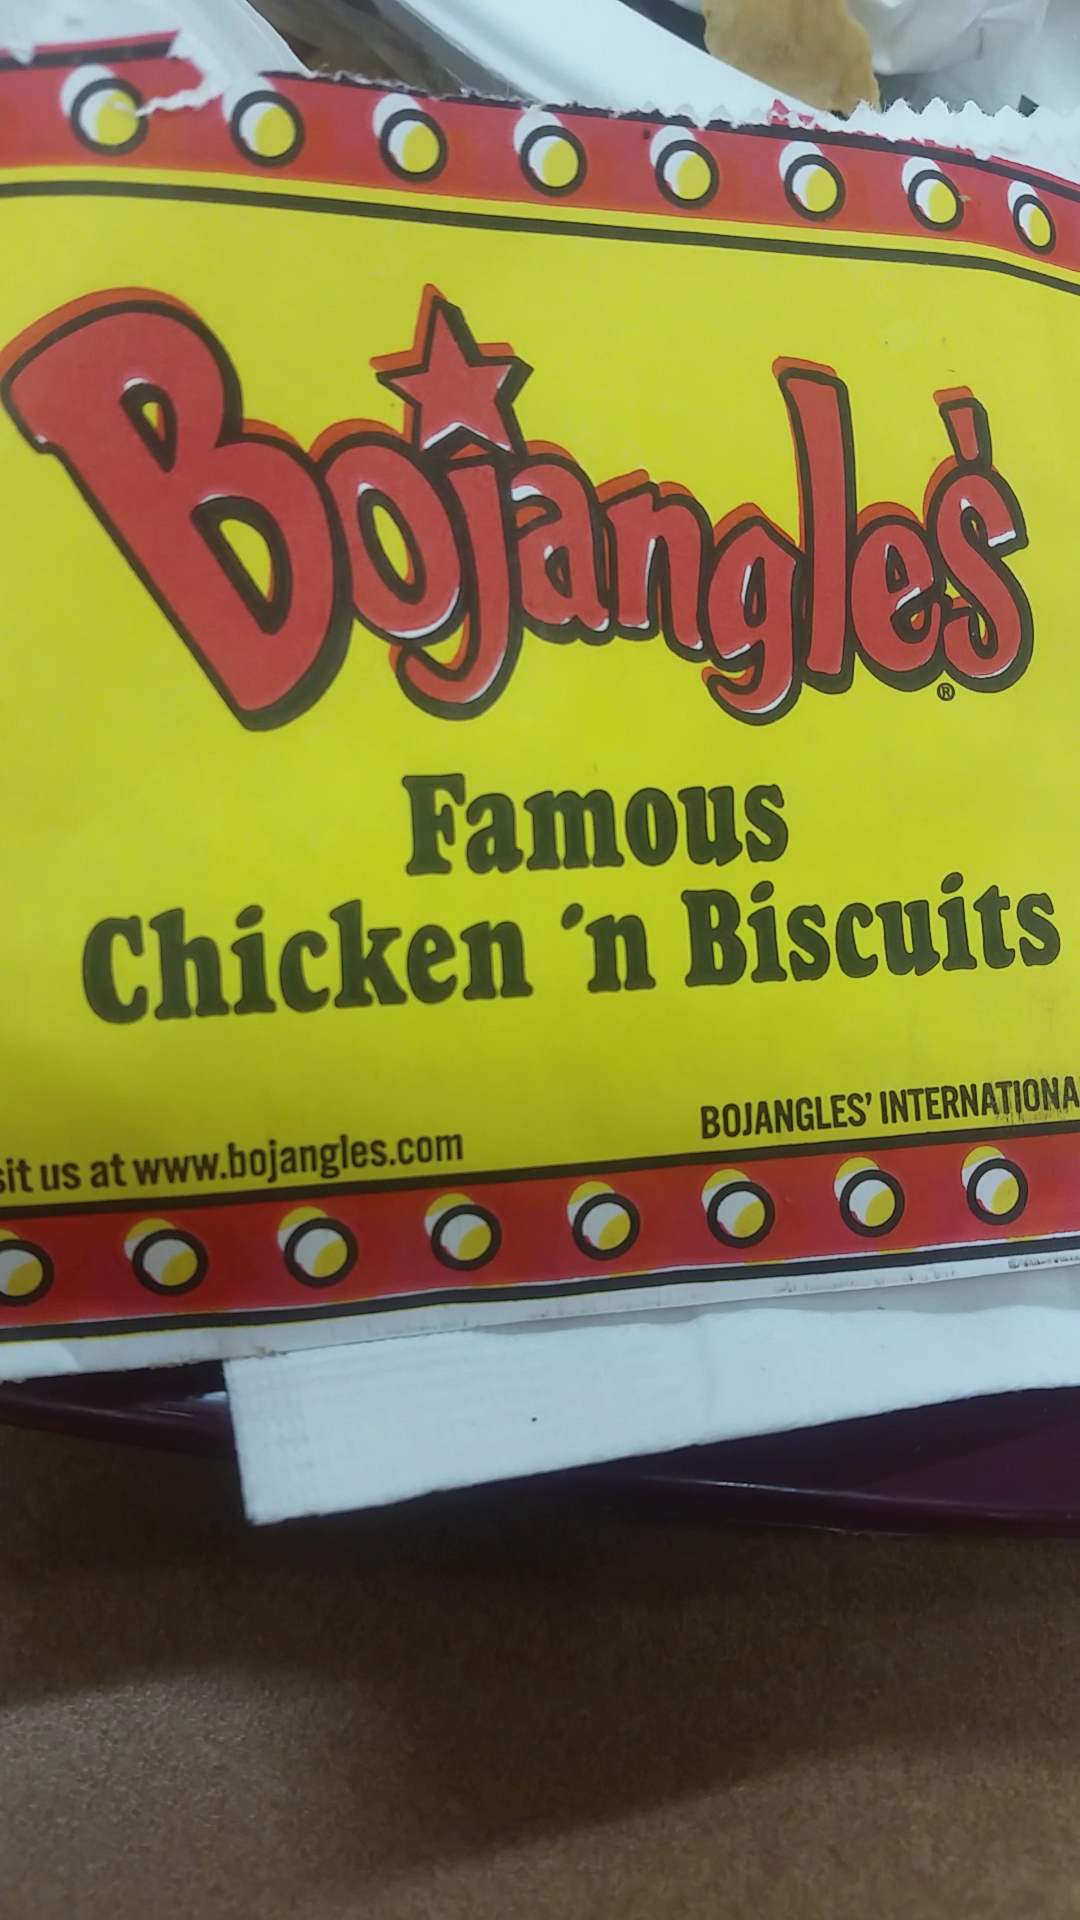 Bojangles'
®
Famous
Chicken 'n Biscuits
BOJANGLES' INTERNATIONA
sit us at www.bojangles.com